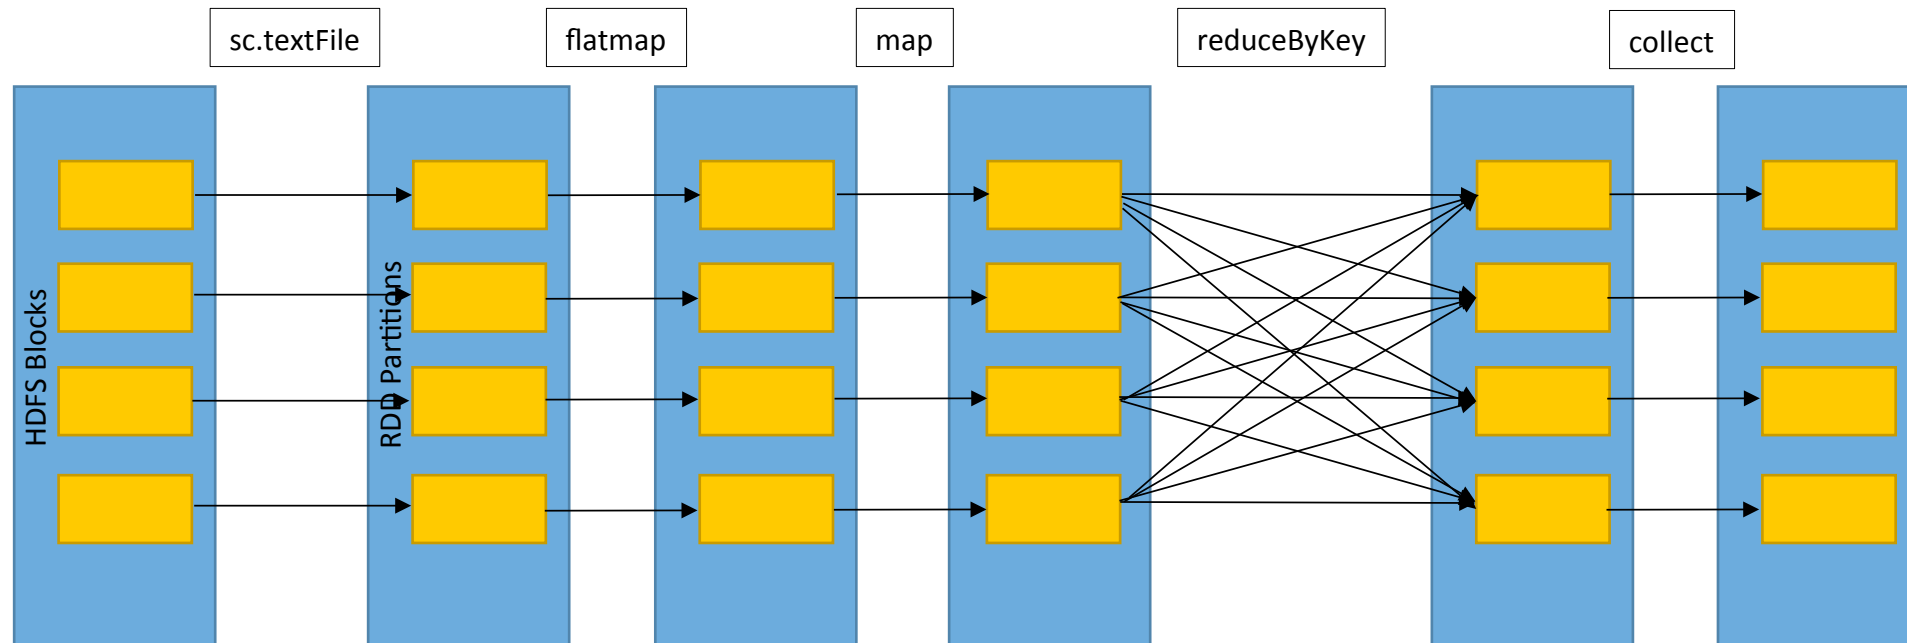 sc.textFile
flatmap
map
reduceByKey
collect
HDFS Blocks
RDD Partitions